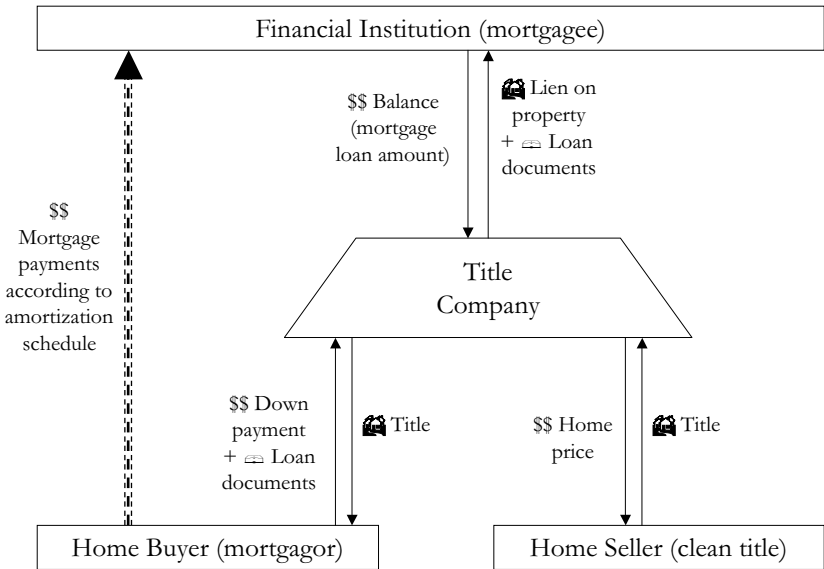 Financial Institution (mortgagee)
$$ Balance
(mortgage
loan amount)
Lien on
property
+ Loan
documents
$$
Mortgage
payments
according to
amortization
schedule
Title
Company
$$ Down
payment
+ Loan
documents
Title
$$ Home
price
Title
Home Buyer (mortgagor)
Home Seller (clean title)